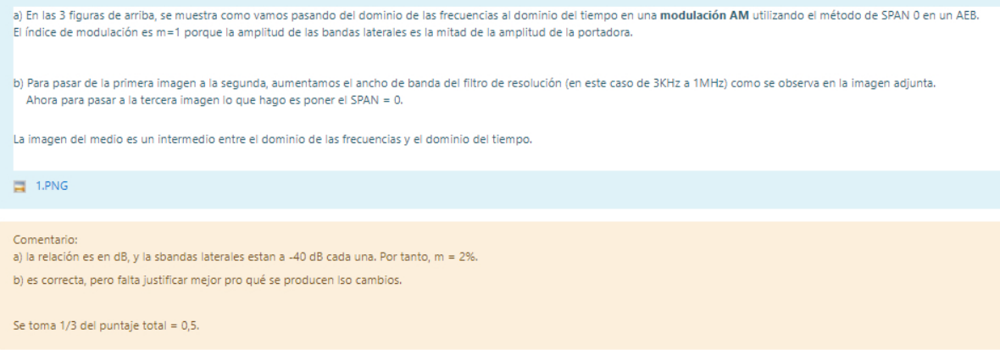 a) En las 3 figuras de arriba, se muestra como vamos pasando del dominio de las frecuencias al dominio del tiempo en una modulación AM utilizando el método de SPAN 0 en un AEB.
El índice de modulación es m=1 porque la amplitud de las bandas laterales es la mitad de la amplitud de la portadora.
b) Para pasar de la primera imagen a la segunda, aumentamos el ancho de banda del filtro de resolución (en este caso de 3KHz a 1MHz) como se observa en la imagen adjunta.
Ahora para pasar a la tercera imagen lo que hago es poner el SPAN = 0.
La imagen del medio es un intermedio entre el dominio de las frecuencias y el dominio del tiempo.
1.PNG
Comentario:
a) la relación es en dB, y la sbandas laterales estan a -40 dB cada una. Por tanto, m = 2%.
b) es correcta, pero falta justificar mejor pro qué se producen lso cambios.
Se toma 1/3 del puntaje total = 0,5.